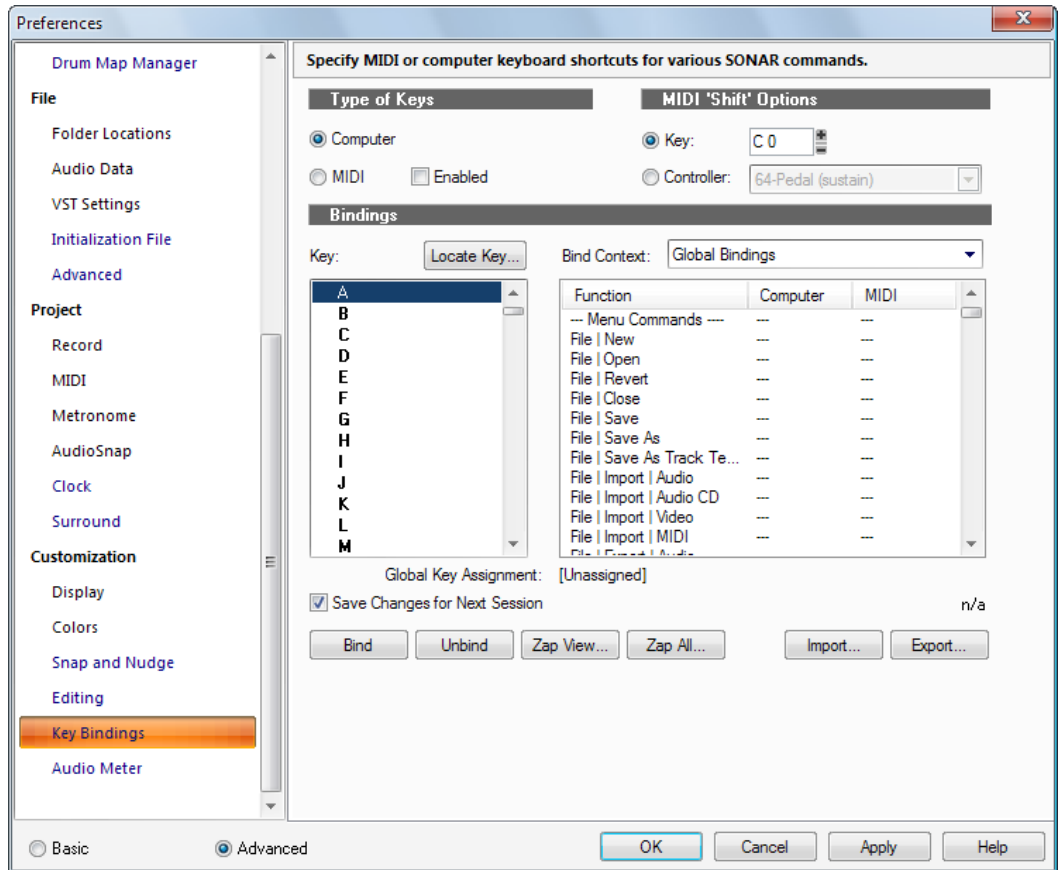 Preferences
X
Drum Map Manager
File
Folder Locations
Audio Data
VST Settings
Initialization File
Advanced
Project
Record
MIDI
Metronome
AudioSnap
Clock
Surround
Customization
Display
Colors
Snap and Nudge
Editing
Key Bindings
Audio Meter
Basic
Advanced
Specify MIDI or computer keyboard shortcuts for various SONAR commands.
Type of Keys
Computer
MIDI
Enabled
MIDI 'Shift' Options
Key: C 0
Controller: 64-Pedal (sustain)
Bindings
Key: Locate Key...
A
B
C
D
E
F
G
H
I
J
K
L
M
Bind Context: Global Bindings
Function Computer MIDI
--- Menu Commands ---- --- ---
File | New --- ---
File | Open --- ---
File | Revert --- ---
File | Close --- ---
File | Save --- ---
File | Save As --- ---
File | Save As Track Te... --- ---
File | Import | Audio --- ---
File | Import | Audio CD --- ---
File | Import | Video --- ---
File | Import | MIDI --- ---
File | Export | Audio
Global Key Assignment: [Unassigned]
Save Changes for Next Session
n/a
Bind Unbind Zap View... Zap All... Import... Export...
OK Cancel Apply Help